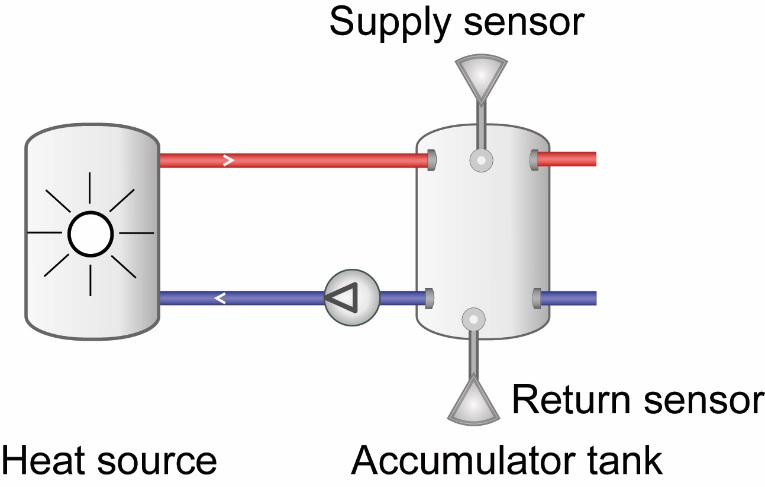 Supply sensor
Return sensor
Heat source
Accumulator tank